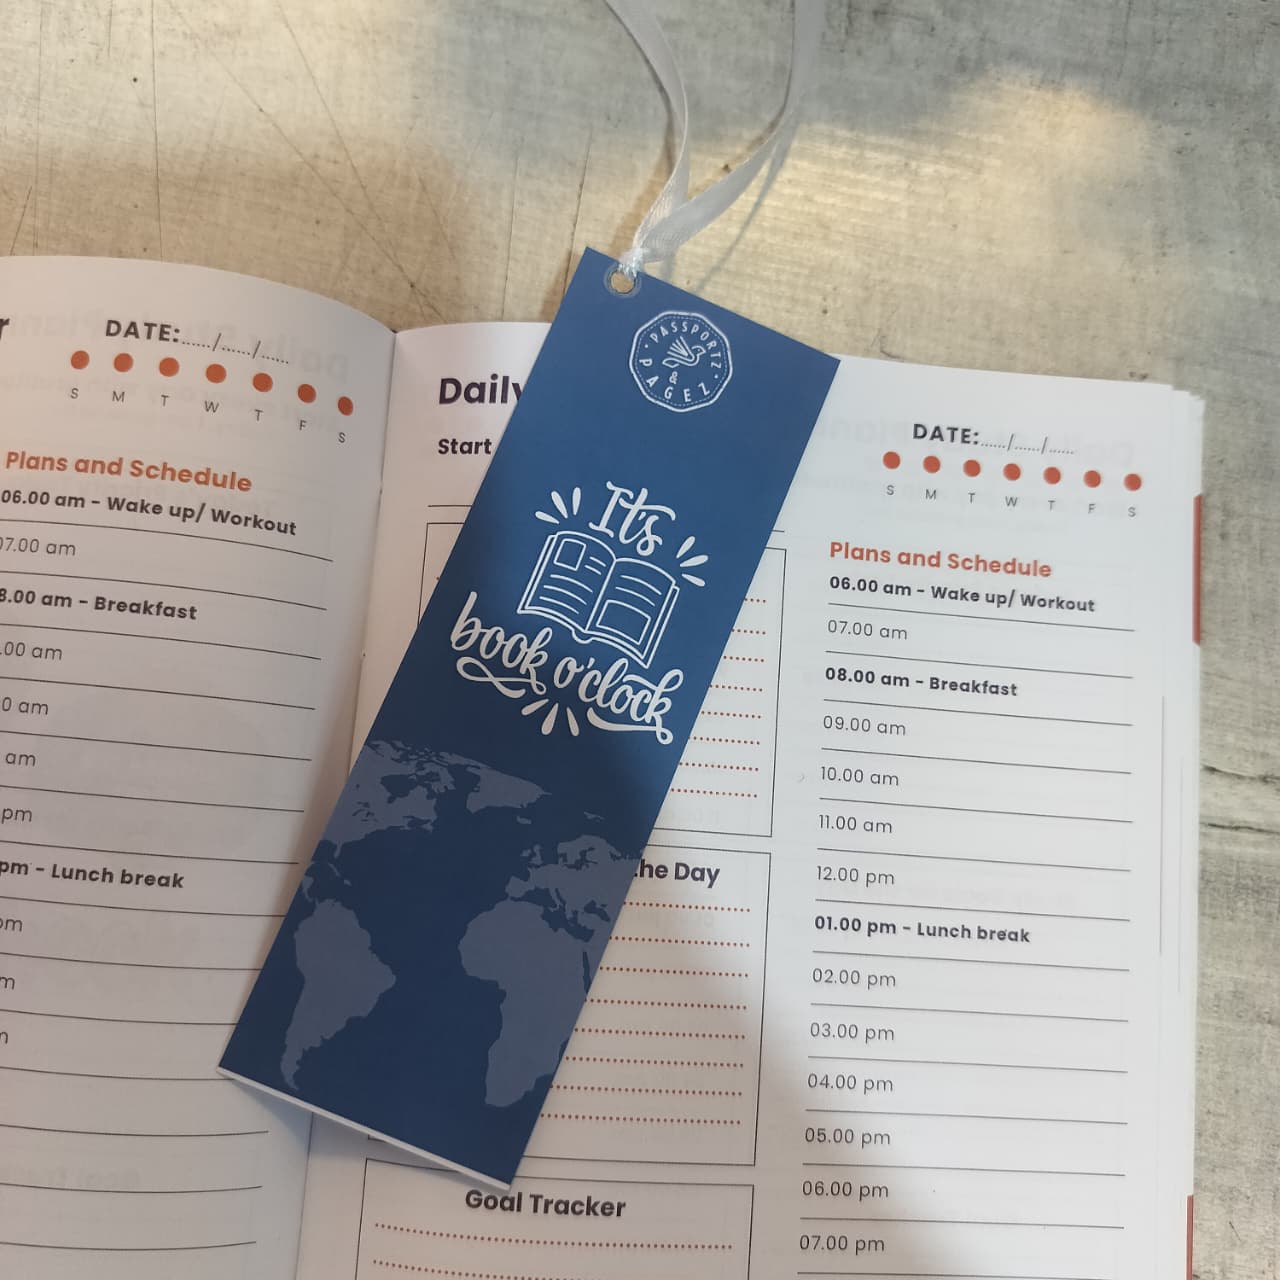 r
DATE:....../....../......
S M T W T F S
Plans and Schedule
06.00 am - Wake up/ Workout
07.00 am
8.00 am - Breakfast
.00 am
0 am
am
pm
pm - Lunch break
pm
m
PASSPORTZ
& PAGEZ
It's
book o'clock
Daily
Start
he Day
Goal Tracker
DATE:....../....../......
S M T W T F S
Plans and Schedule
06.00 am - Wake up/ Workout
07.00 am
08.00 am - Breakfast
09.00 am
10.00 am
11.00 am
12.00 pm
01.00 pm - Lunch break
02.00 pm
03.00 pm
04.00 pm
05.00 pm
06.00 pm
07.00 pm